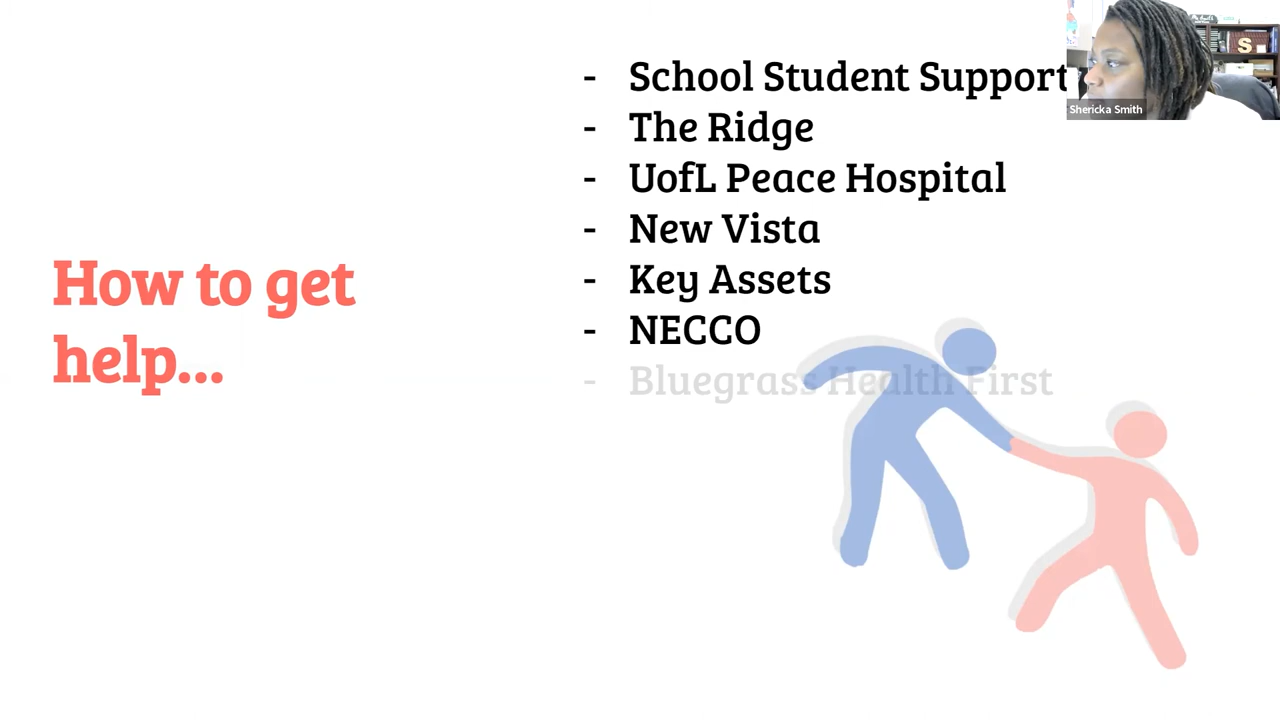 - School Student Support
- The Ridge
- UofL Peace Hospital
- New Vista
- Key Assets
- NECCO
- Bluegrass Health First
How to get
help...
Shericka Smith
S